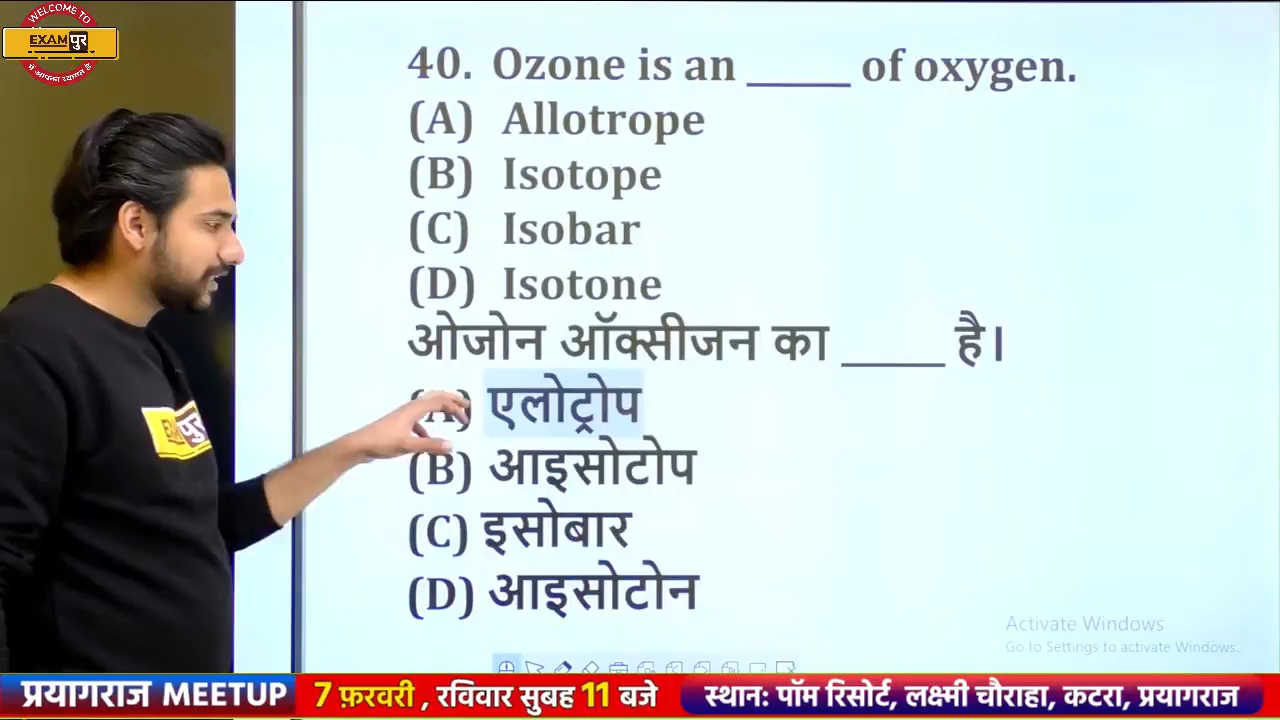 WELCOME TO
EXAMपुर
में आपका स्वागत है
40. Ozone is an _____ of oxygen.
(A) Allotrope
(B) Isotope
(C) Isobar
(D) Isotone
ओजोन ऑक्सीजन का _____ है।
(A) एलोट्रोप
(B) आइसोटोप
(C) इसोबार
(D) आइसोटोन
Activate Windows
Go to Settings to activate Windows.
प्रयागराज MEETUP 7 फ़रवरी , रविवार सुबह 11 बजे स्थान: पॉम रिसोर्ट, लक्ष्मी चौराहा, कटरा, प्रयागराज